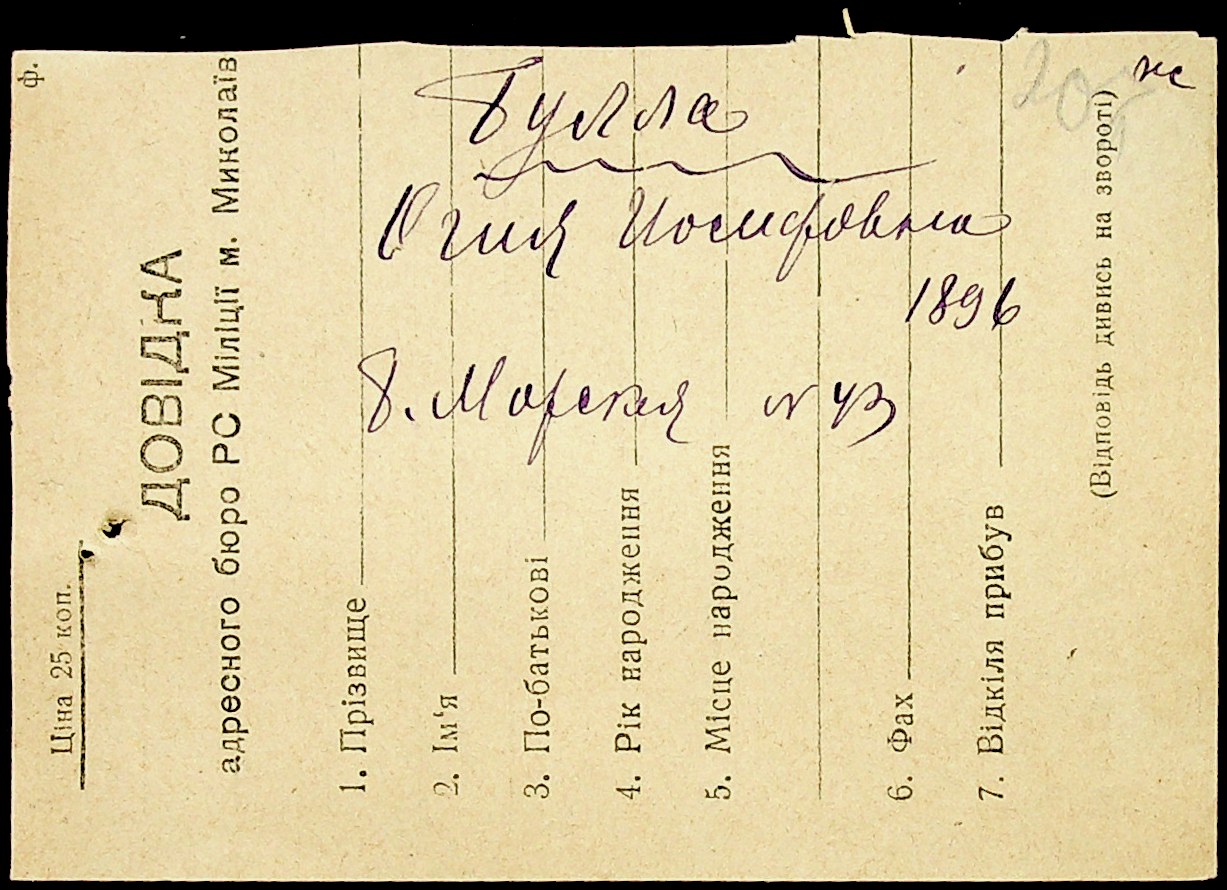 ф.
Ціна 25 коп.
ДОВІДКА
адресного бюро РС Міліції м. Миколаїв
1. Прізвище
2. Ім'я
3. По-батькові
4. Рік народження
5. Місце народження
6. Фах
7. Відкіля прибув
(Відповідь дивись на звороті)
Булла
Иосифовна
1896
Б. Морская № 43
20